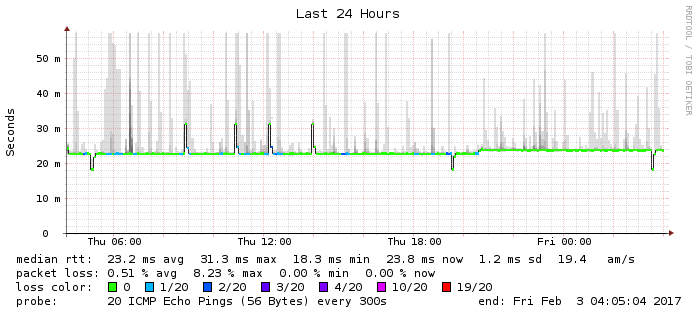 Last 24 Hours
RRDTOOL / TOBI OETIKER
Seconds
50 m
40 m
30 m
20 m
10 m
0
Thu 06:00 Thu 12:00 Thu 18:00 Fri 00:00
median rtt: 23.2 ms avg 31.3 ms max 18.3 ms min 23.8 ms now 1.2 ms sd 19.4 am/s
packet loss: 0.51 % avg 8.23 % max 0.00 % min 0.00 % now
loss color: 0 1/20 2/20 3/20 4/20 10/20 19/20
probe: 20 ICMP Echo Pings (56 Bytes) every 300s end: Fri Feb 3 04:05:04 2017